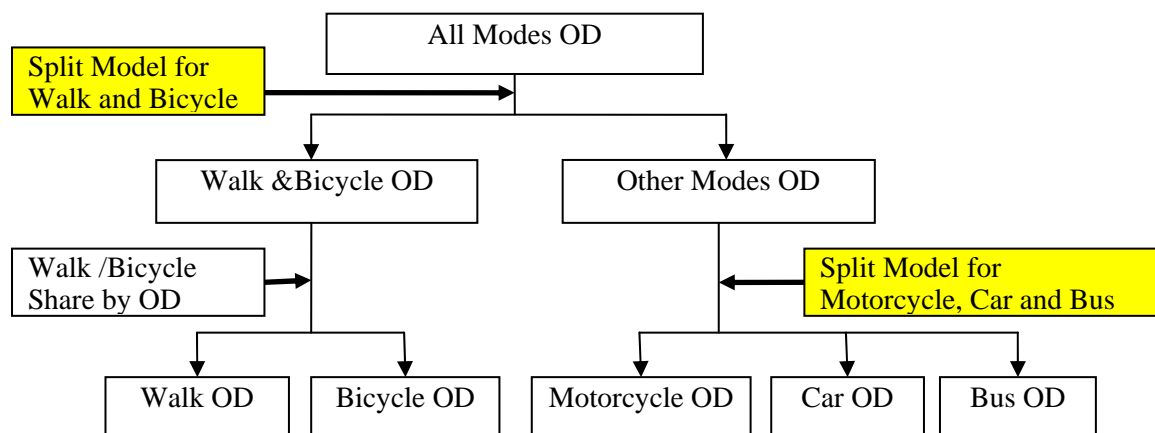 All Modes OD
Split Model for
Walk and Bicycle
Walk &Bicycle OD
Other Modes OD
Walk /Bicycle
Share by OD
Split Model for
Motorcycle, Car and Bus
Walk OD
Bicycle OD
Motorcycle OD
Car OD
Bus OD